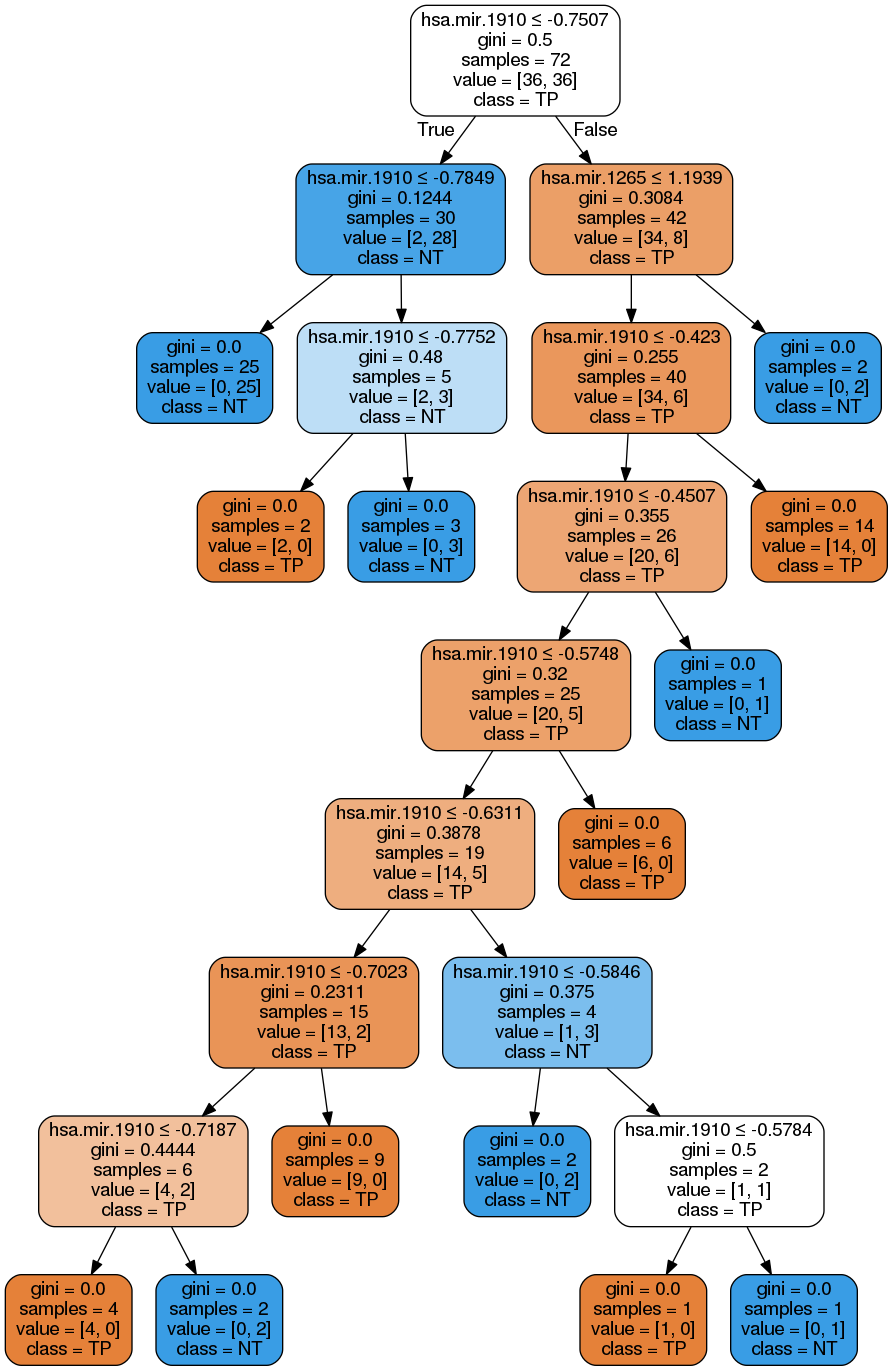 hsa.mir.1910 ≤ -0.7507
gini = 0.5
samples = 72
value = [36, 36]
class = TP
True
False
hsa.mir.1910 ≤ -0.7849
gini = 0.1244
samples = 30
value = [2, 28]
class = NT
hsa.mir.1265 ≤ 1.1939
gini = 0.3084
samples = 42
value = [34, 8]
class = TP
gini = 0.0
samples = 25
value = [0, 25]
class = NT
hsa.mir.1910 ≤ -0.7752
gini = 0.48
samples = 5
value = [2, 3]
class = NT
hsa.mir.1910 ≤ -0.423
gini = 0.255
samples = 40
value = [34, 6]
class = TP
gini = 0.0
samples = 2
value = [0, 2]
class = NT
gini = 0.0
samples = 2
value = [2, 0]
class = TP
gini = 0.0
samples = 3
value = [0, 3]
class = NT
hsa.mir.1910 ≤ -0.4507
gini = 0.355
samples = 26
value = [20, 6]
class = TP
gini = 0.0
samples = 14
value = [14, 0]
class = TP
hsa.mir.1910 ≤ -0.5748
gini = 0.32
samples = 25
value = [20, 5]
class = TP
gini = 0.0
samples = 1
value = [0, 1]
class = NT
hsa.mir.1910 ≤ -0.6311
gini = 0.3878
samples = 19
value = [14, 5]
class = TP
gini = 0.0
samples = 6
value = [6, 0]
class = TP
hsa.mir.1910 ≤ -0.7023
gini = 0.2311
samples = 15
value = [13, 2]
class = TP
hsa.mir.1910 ≤ -0.5846
gini = 0.375
samples = 4
value = [1, 3]
class = NT
hsa.mir.1910 ≤ -0.7187
gini = 0.4444
samples = 6
value = [4, 2]
class = TP
gini = 0.0
samples = 9
value = [9, 0]
class = TP
gini = 0.0
samples = 2
value = [0, 2]
class = NT
hsa.mir.1910 ≤ -0.5784
gini = 0.5
samples = 2
value = [1, 1]
class = TP
gini = 0.0
samples = 4
value = [4, 0]
class = TP
gini = 0.0
samples = 2
value = [0, 2]
class = NT
gini = 0.0
samples = 1
value = [1, 0]
class = TP
gini = 0.0
samples = 1
value = [0, 1]
class = NT